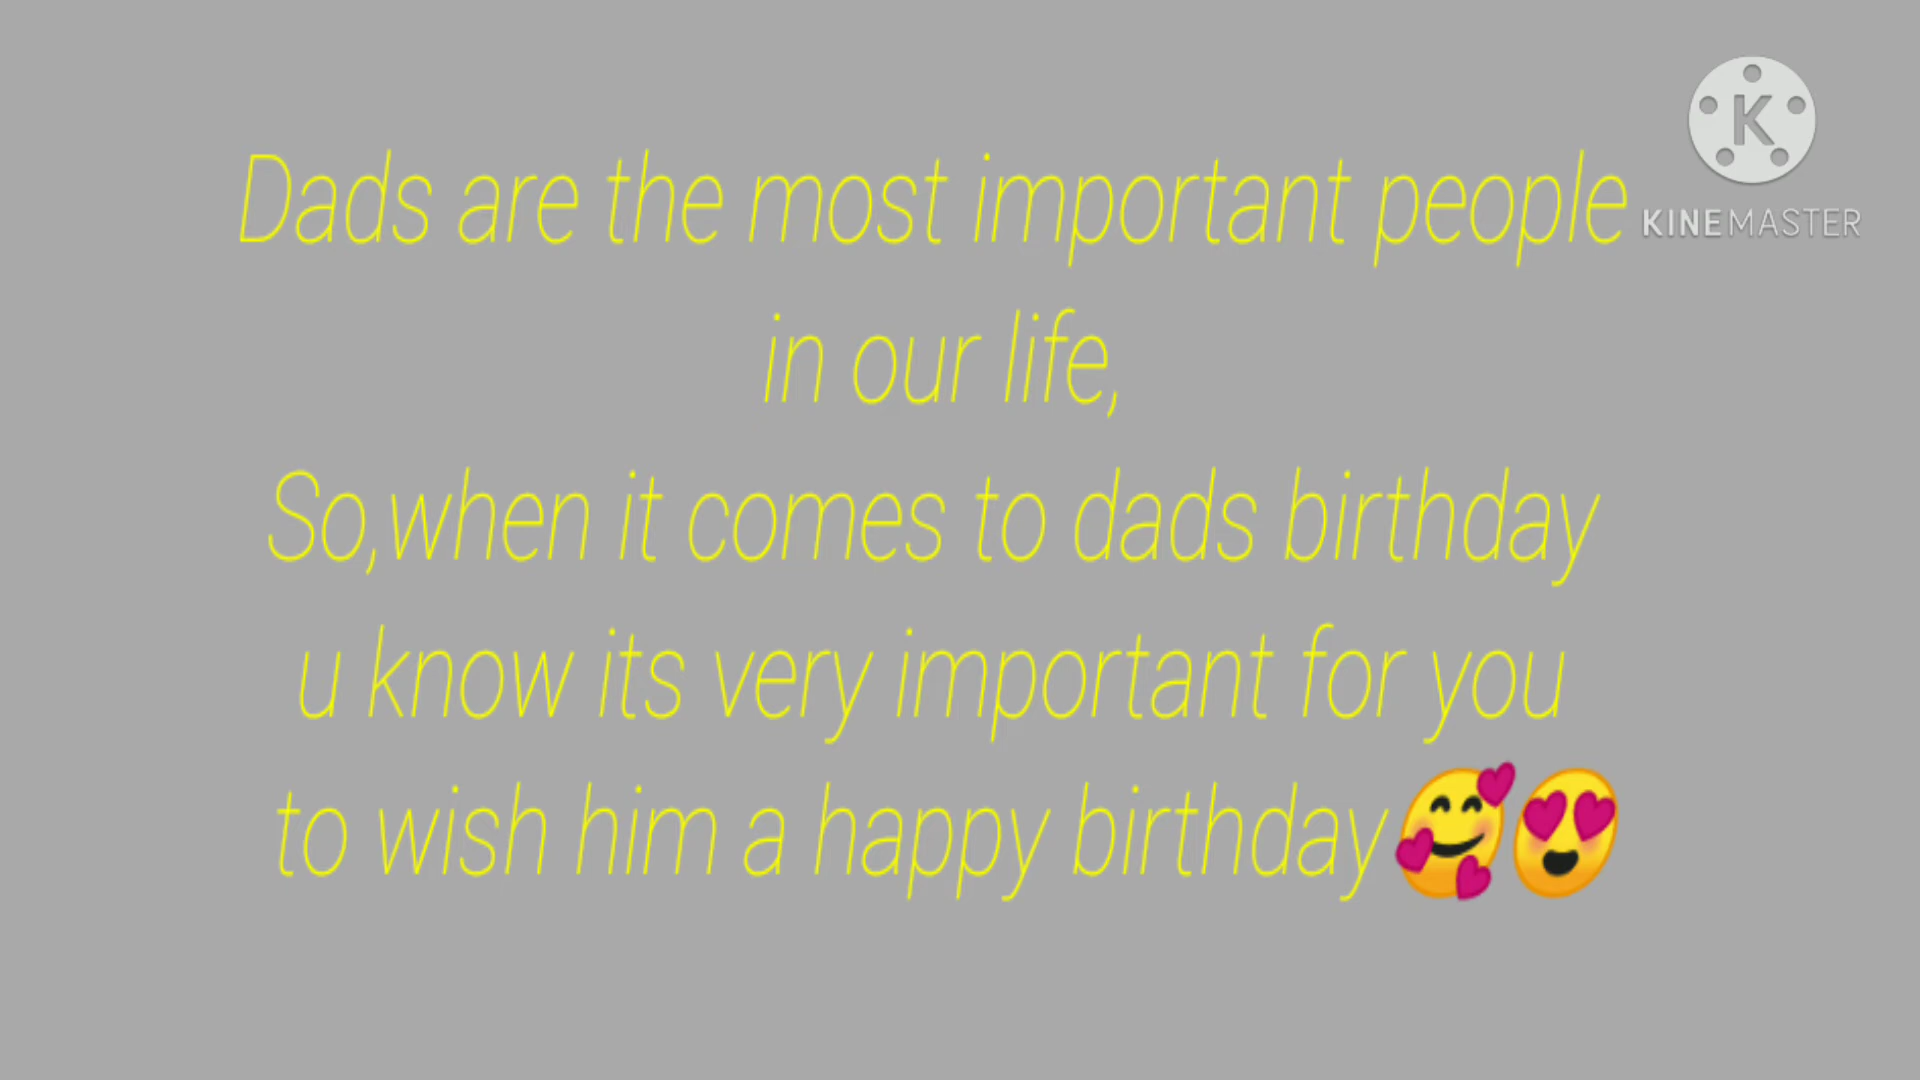 Dads are the most important people
in our life,
So,when it comes to dads birthday
u know its very important for you
to wish him a happy birthday🥰😍
K
KINEMASTER